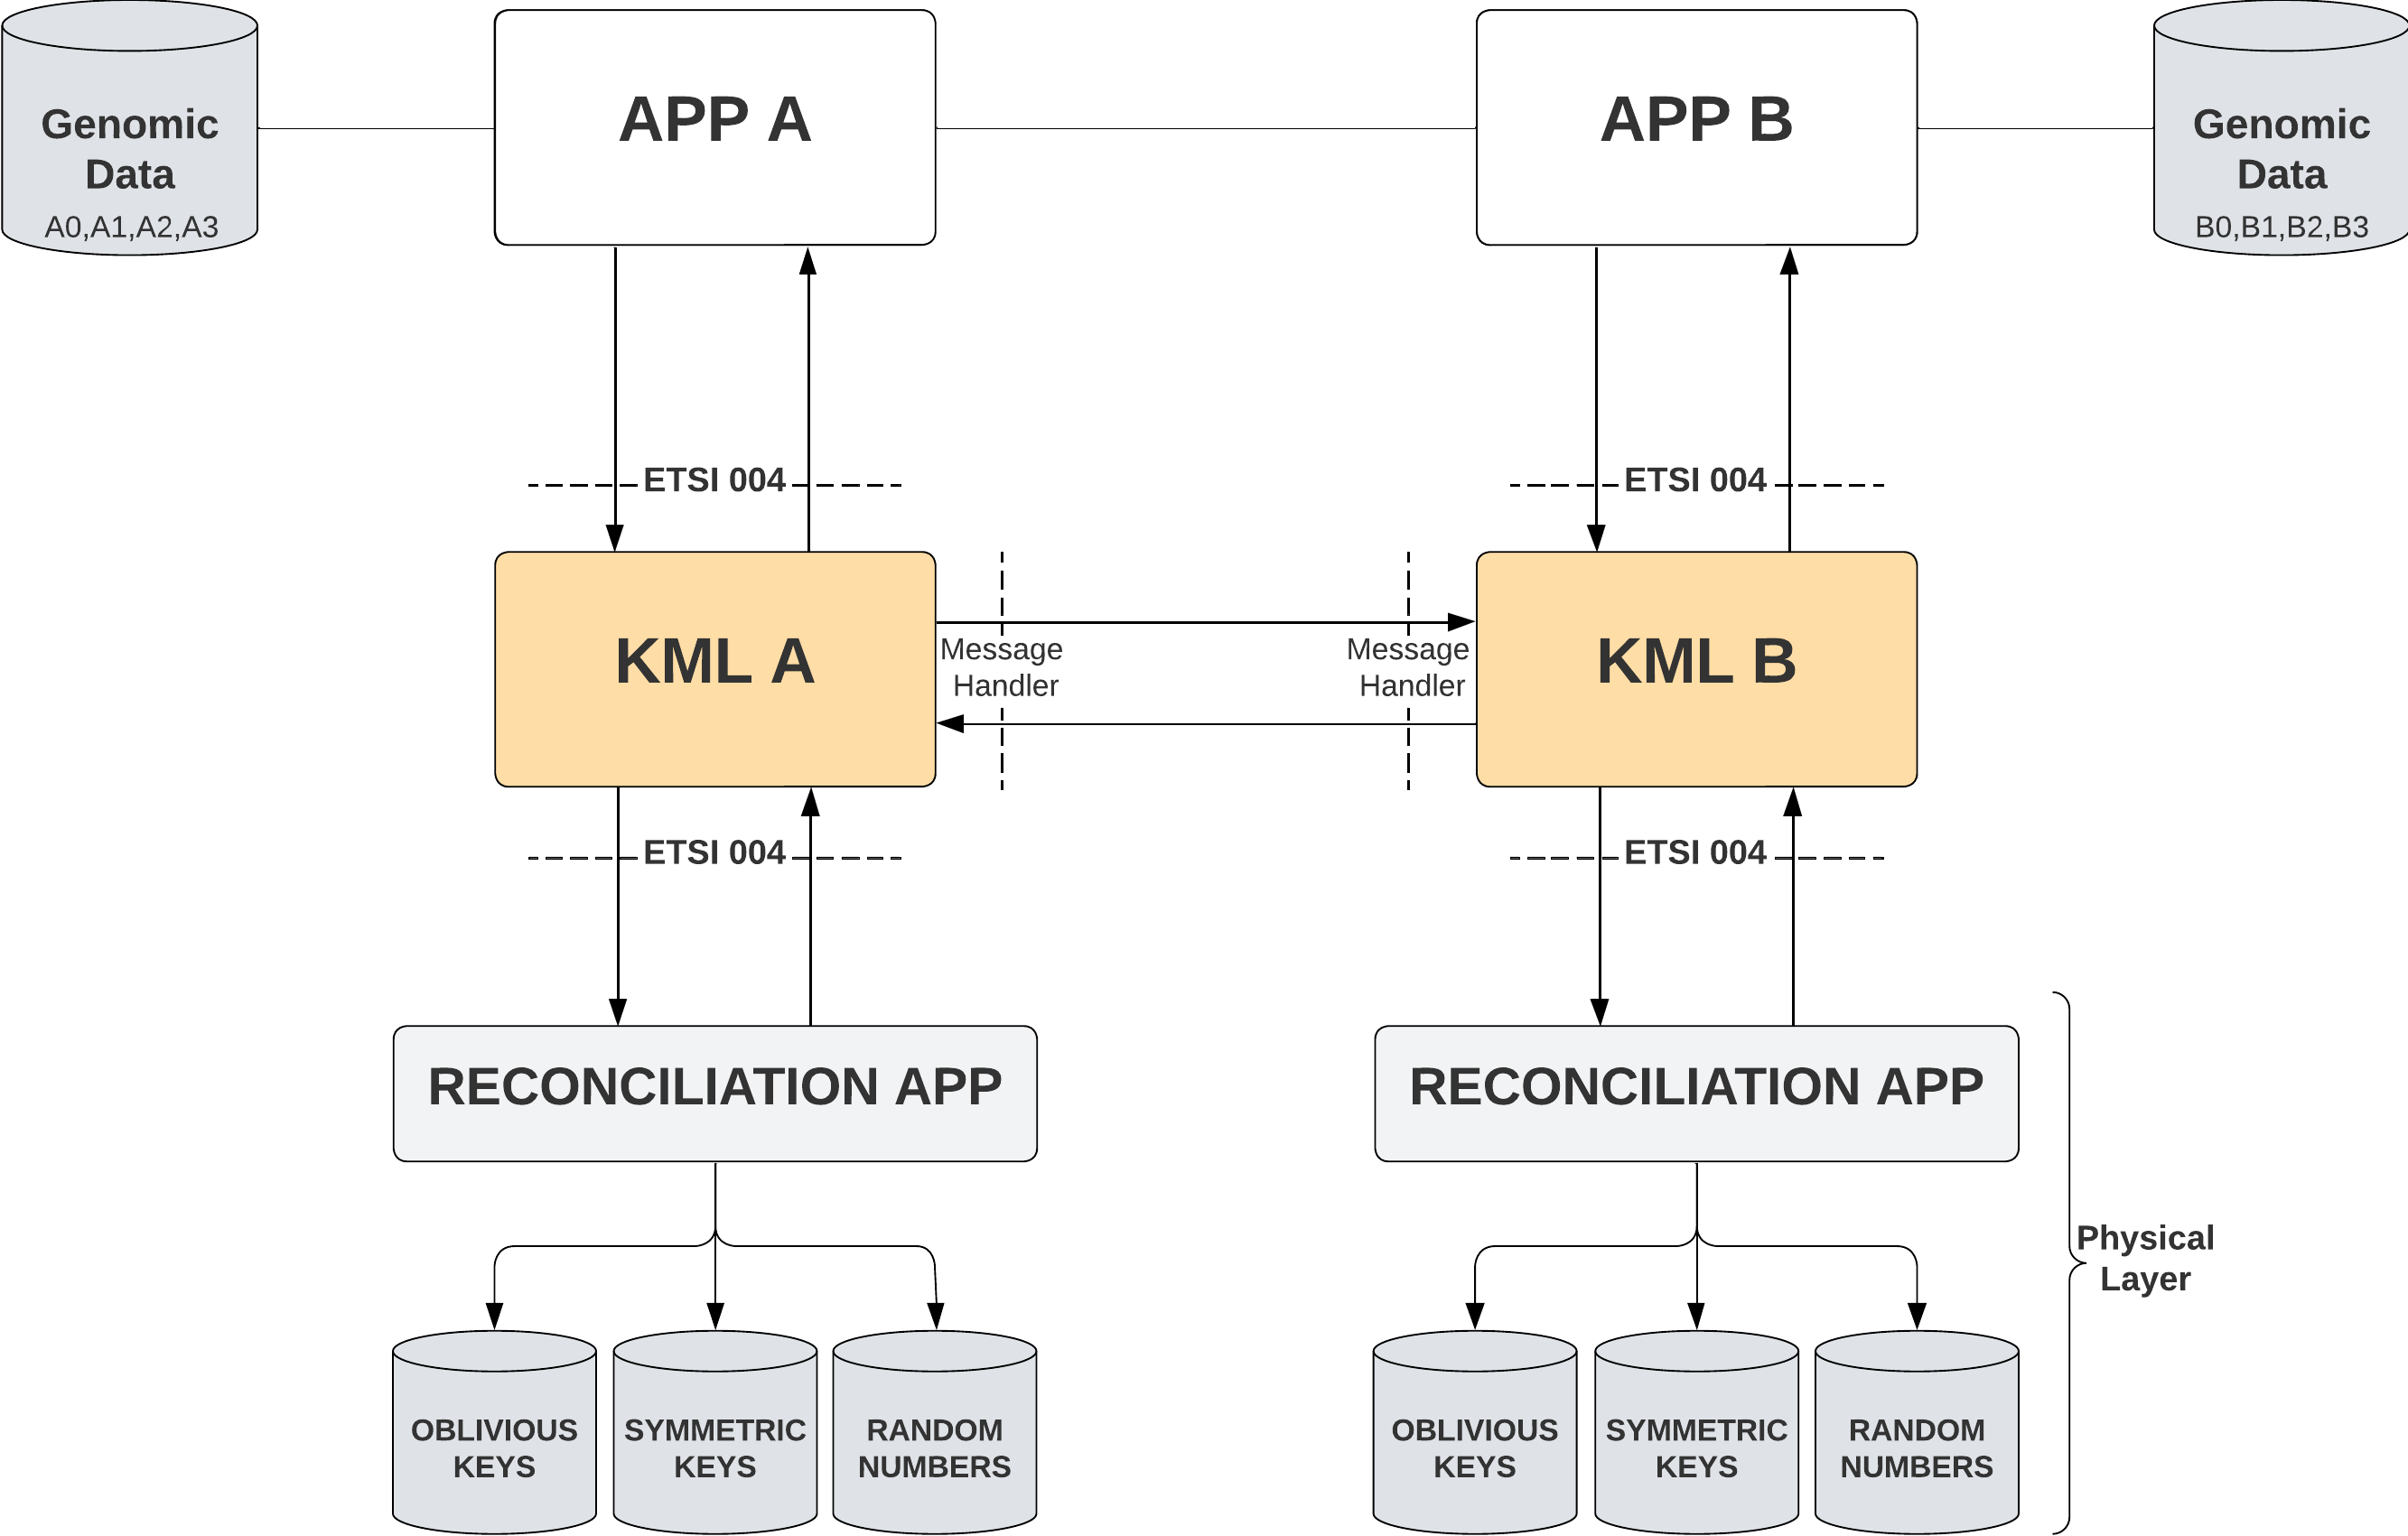 Genomic
Data
A0,A1,A2,A3
APP A
APP B
Genomic
Data
B0,B1,B2,B3
ETSI 004
ETSI 004
KML A
Message
Handler
Message
Handler
KML B
ETSI 004
ETSI 004
RECONCILIATION APP
RECONCILIATION APP
Physical
Layer
OBLIVIOUS
KEYS
SYMMETRIC
KEYS
RANDOM
NUMBERS
OBLIVIOUS
KEYS
SYMMETRIC
KEYS
RANDOM
NUMBERS